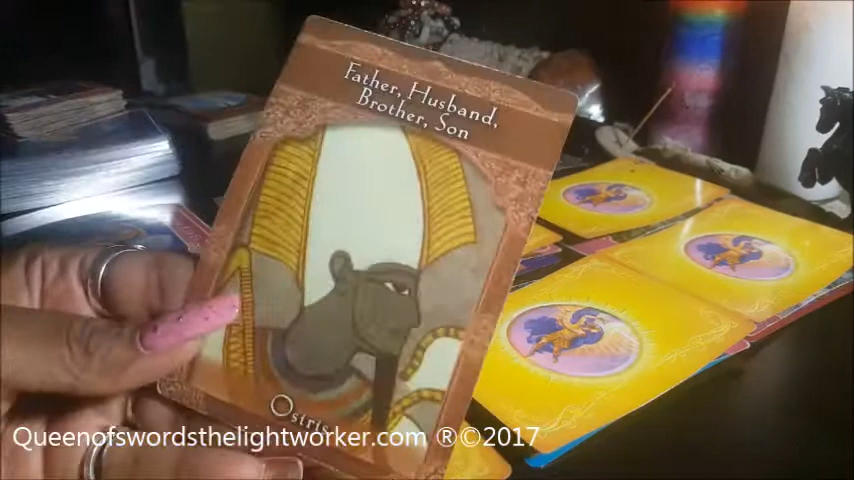 Father, Husband,
Brother, Son
Osiris
Queenofswordsthelightworker.com ®©2017